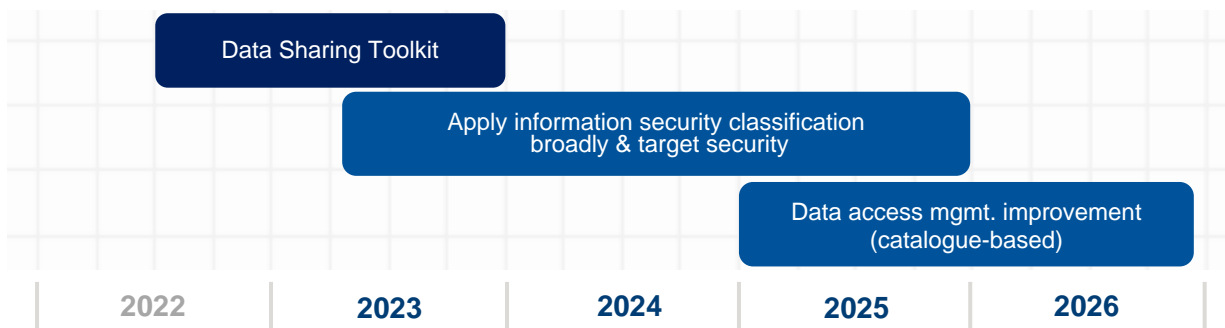 Data Sharing Toolkit
Apply information security classification
broadly & target security
Data access mgmt. improvement
(catalogue-based)
2022 2023 2024 2025 2026